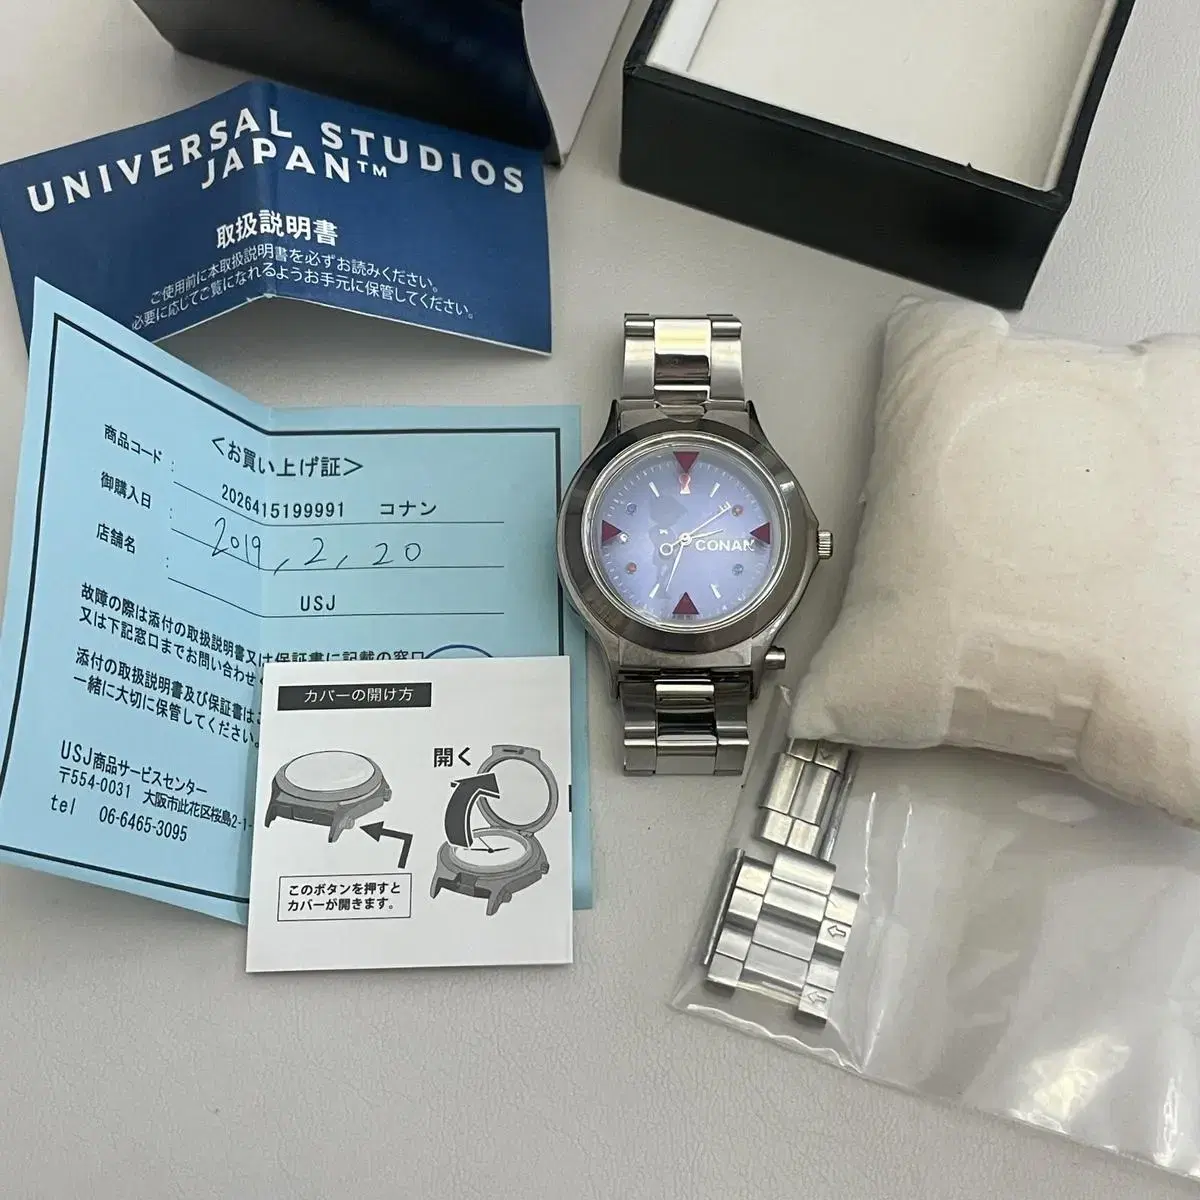 UNIVERSAL STUDIOS
JAPAN™
取扱説明書
ご使用前に本取扱説明書を必ずお読みください。
必要に応じてご覧になれるようお手元に保管してください。
＜お買い上げ証＞
商品コード : 2026415199991 コナン
御購入日 : 2019, 2, 20
店舗名 : USJ
故障の際は添付の取扱説明書又は保証書に記載の窓口
又は下記窓口までお問い合わせ
添付の取扱説明書及び保証書は
一緒に大切に保管してください。
USJ商品サービスセンター
〒554-0031 大阪市此花区桜島2-1-
tel 06-6465-3095
カバーの開け方
開く
このボタンを押すと
カバーが開きます。
CONAN